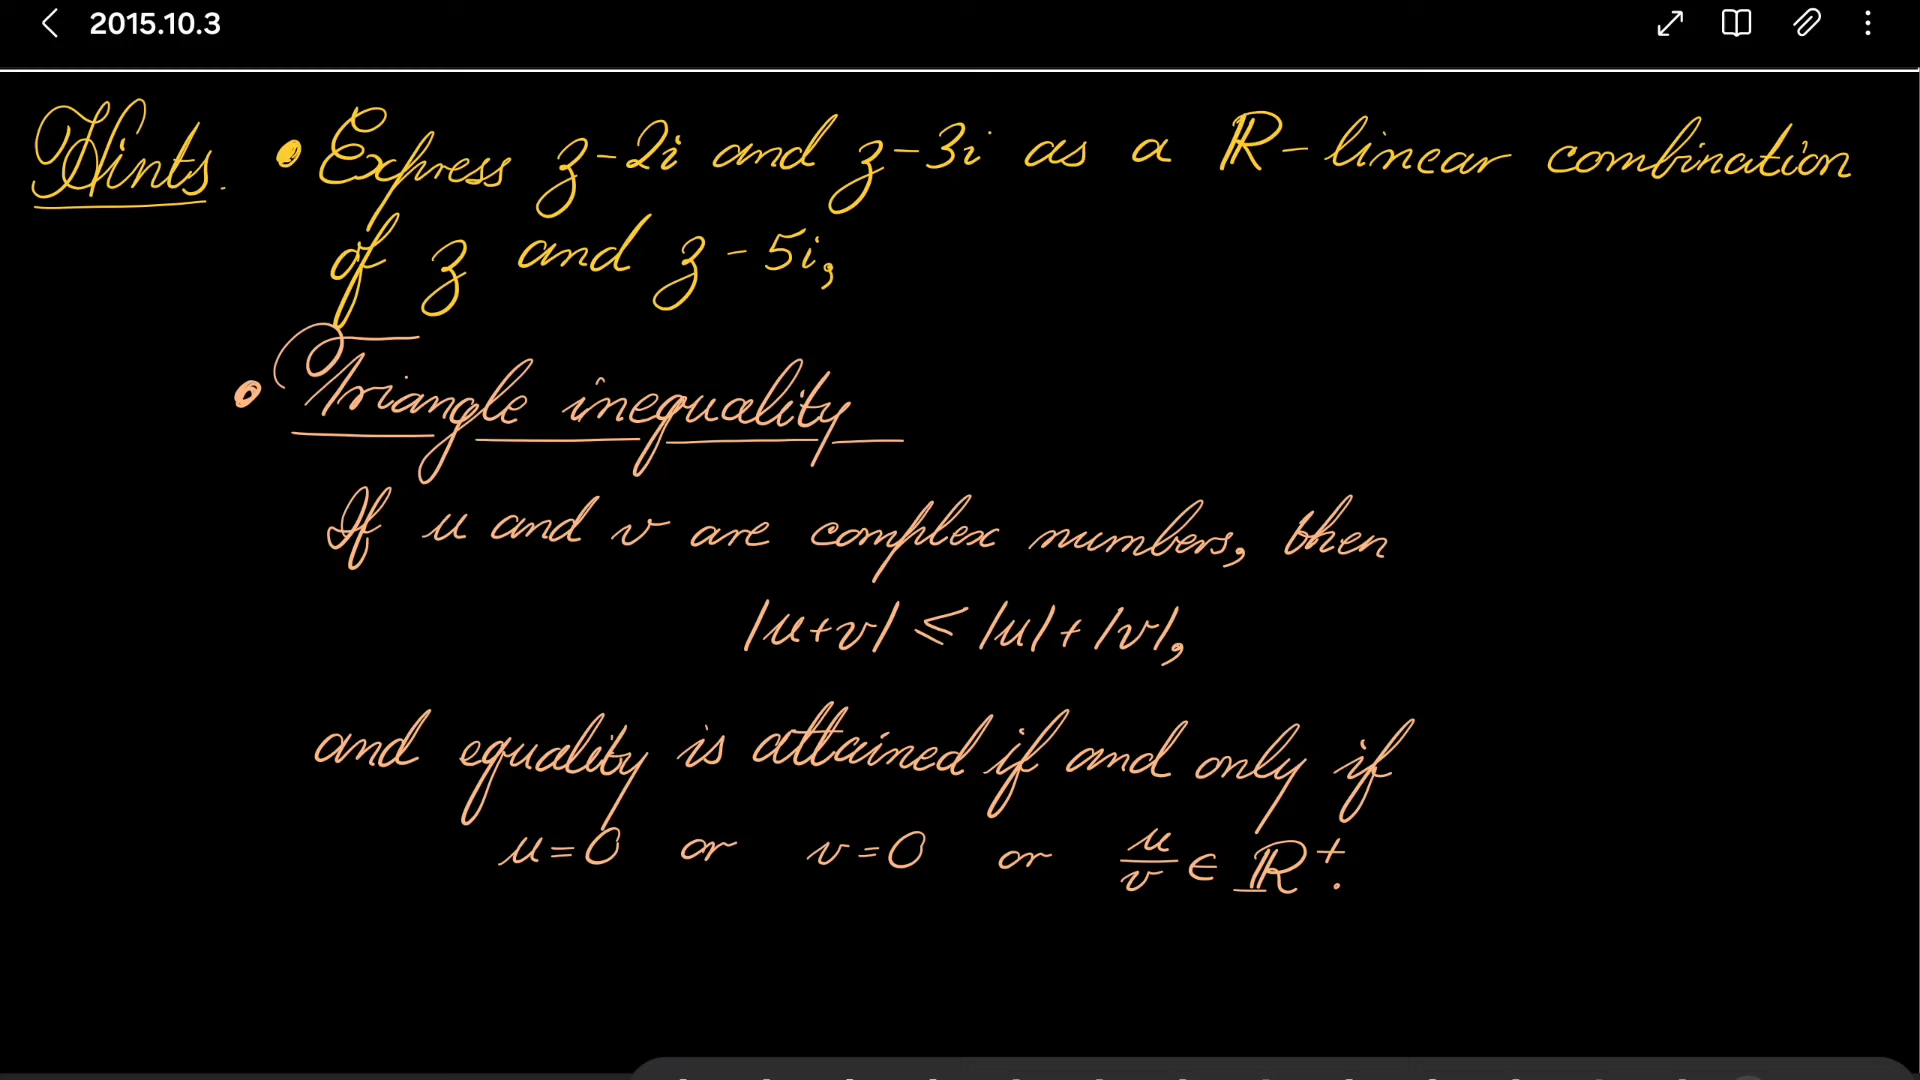 2015.10.3
Hints. • Express z-2i and z-3i as a ℝ-linear combination
of z and z-5i,
• Triangle inequality
If u and v are complex numbers, then
|u+v| ≤ |u|+|v|,
and equality is attained if and only if
u=0 or v=0 or u/v ∈ ℝ⁺.